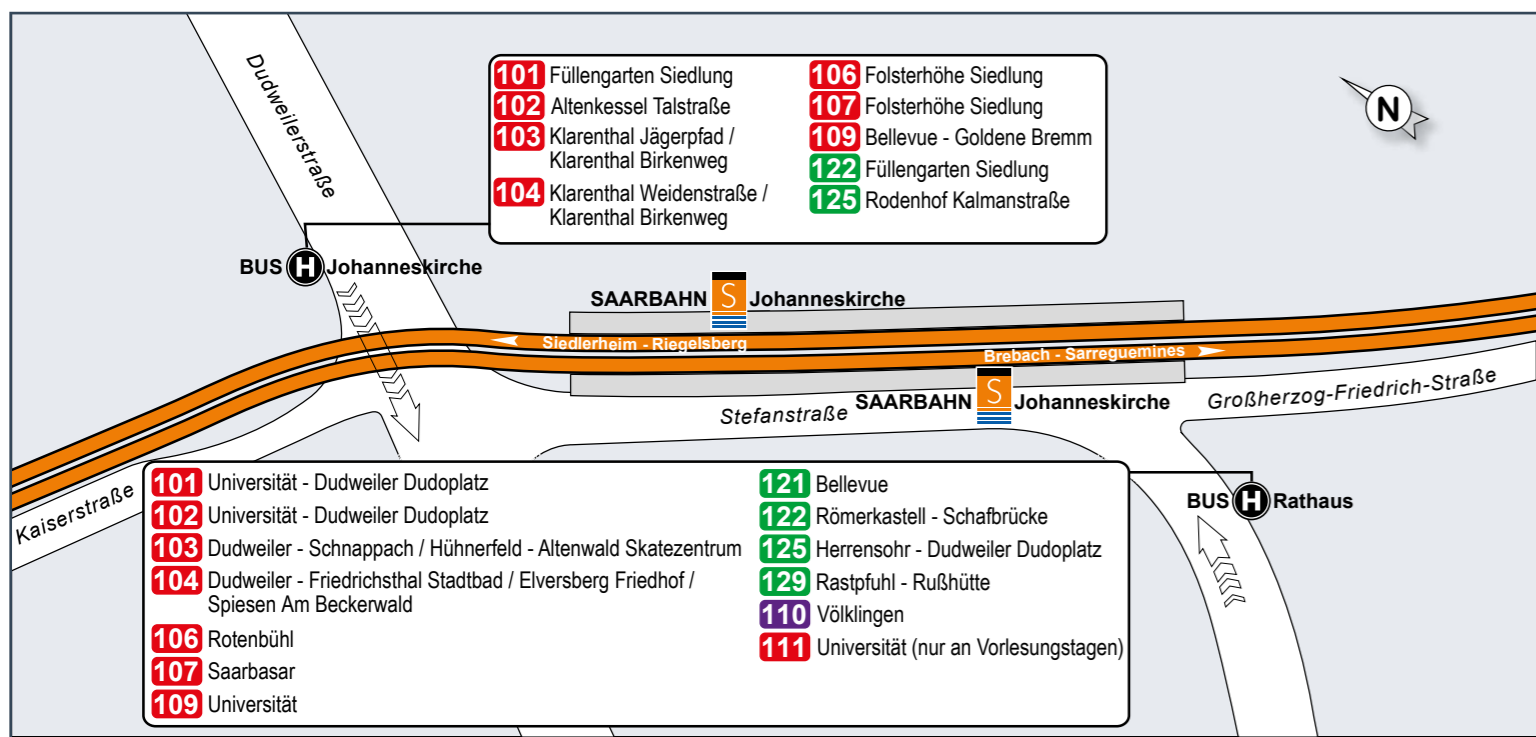 Dudweilerstraße
101 Füllengarten Siedlung
102 Altenkessel Talstraße
103 Klarenthal Jägerpfad /
Klarenthal Birkenweg
104 Klarenthal Weidenstraße /
Klarenthal Birkenweg
106 Folsterhöhe Siedlung
107 Folsterhöhe Siedlung
109 Bellevue - Goldene Bremm
122 Füllengarten Siedlung
125 Rodenhof Kalmanstraße
N
BUS H Johanneskirche
SAARBAHN S Johanneskirche
Siedlerheim - Riegelsberg
Brebach - Sarreguemines
Stefanstraße
SAARBAHN S Johanneskirche
Großherzog-Friedrich-Straße
Kaiserstraße
101 Universität - Dudweiler Dudoplatz
102 Universität - Dudweiler Dudoplatz
103 Dudweiler - Schnappach / Hühnerfeld - Altenwald Skatezentrum
104 Dudweiler - Friedrichsthal Stadtbad / Elversberg Friedhof /
Spiesen Am Beckerwald
106 Rotenbühl
107 Saarbasar
109 Universität
121 Bellevue
122 Römerkastell - Schafbrücke
125 Herrensohr - Dudweiler Dudoplatz
129 Rastpfuhl - Rußhütte
110 Völklingen
111 Universität (nur an Vorlesungstagen)
BUS H Rathaus